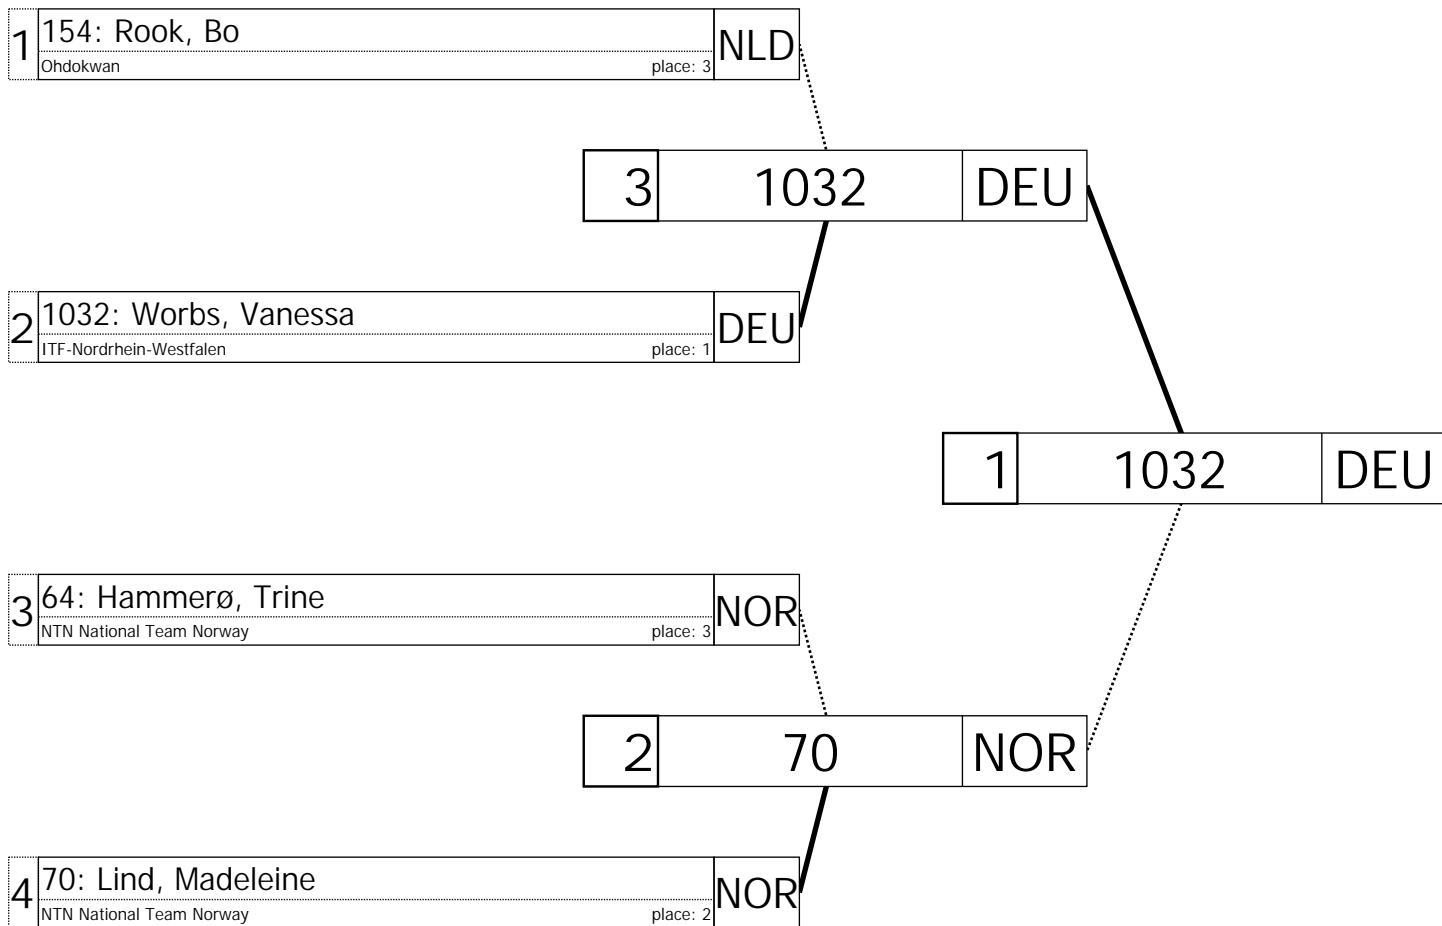 1
154: Rook, Bo
NLD
Ohdokwan place: 3
3 1032 DEU
2
1032: Worbs, Vanessa
DEU
ITF-Nordrhein-Westfalen place: 1
1 1032 DEU
3
64: Hammerø, Trine
NOR
NTN National Team Norway place: 3
2 70 NOR
4
70: Lind, Madeleine
NOR
NTN National Team Norway place: 2